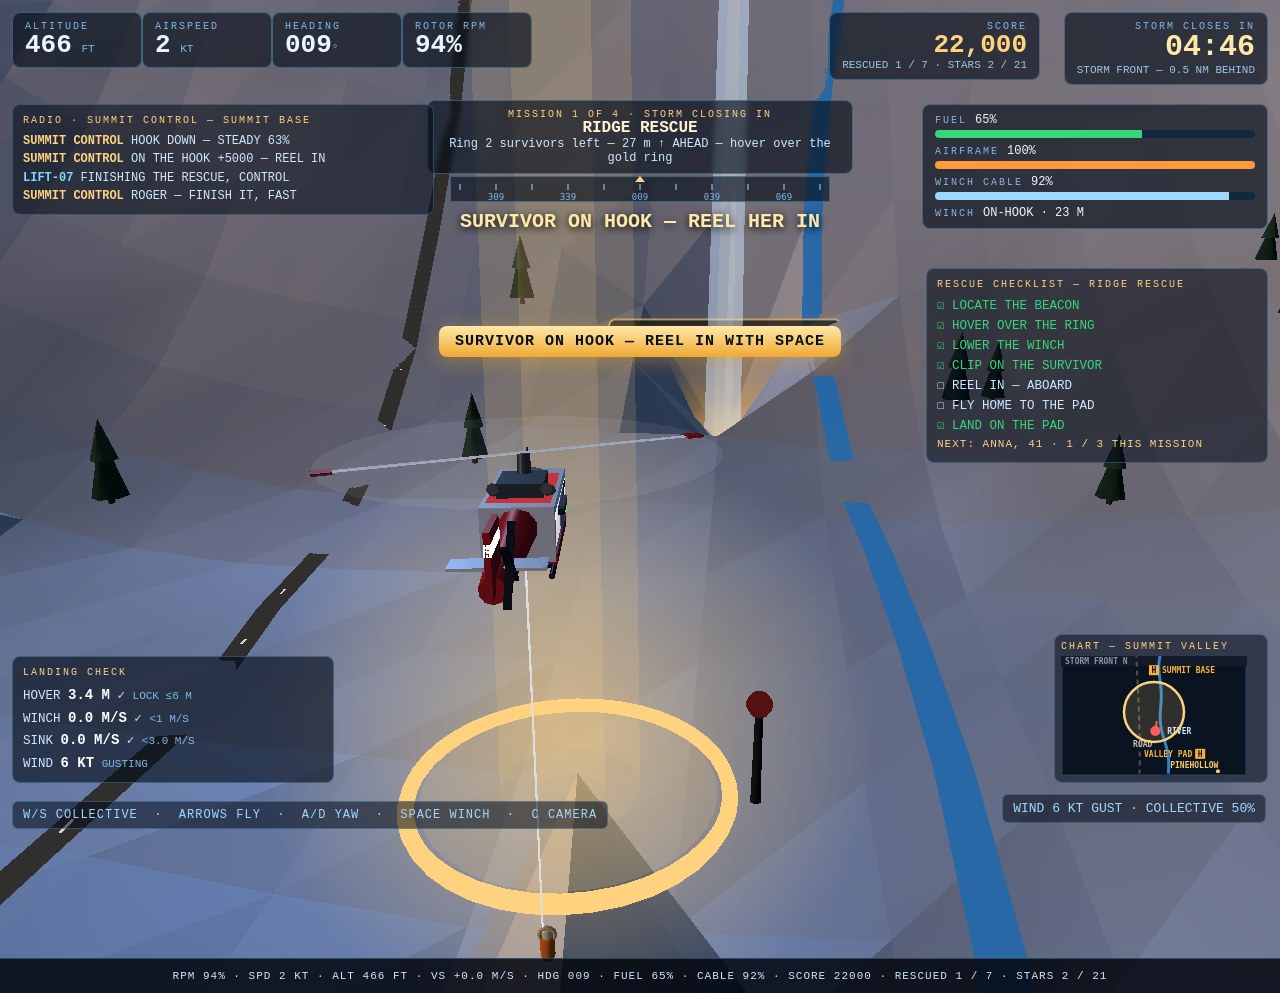 ALTITUDE
466 FT
AIRSPEED
2 KT
HEADING
009°
ROTOR RPM
94%
SCORE
22,000
RESCUED 1 / 7 · STARS 2 / 21
STORM CLOSES IN
04:46
STORM FRONT — 0.5 NM BEHIND
RADIO · SUMMIT CONTROL — SUMMIT BASE
SUMMIT CONTROL HOOK DOWN — STEADY 63%
SUMMIT CONTROL ON THE HOOK +5000 — REEL IN
LIFT-07 FINISHING THE RESCUE, CONTROL
SUMMIT CONTROL ROGER — FINISH IT, FAST
MISSION 1 OF 4 · STORM CLOSING IN
RIDGE RESCUE
Ring 2 survivors left — 27 m ↑ AHEAD — hover over the
gold ring
309 339 009 039 069
SURVIVOR ON HOOK — REEL HER IN
SURVIVOR ON HOOK — REEL IN WITH SPACE
FUEL 65%
AIRFRAME 100%
WINCH CABLE 92%
WINCH ON-HOOK · 23 M
RESCUE CHECKLIST — RIDGE RESCUE
☑ LOCATE THE BEACON
☑ HOVER OVER THE RING
☑ LOWER THE WINCH
☑ CLIP ON THE SURVIVOR
☐ REEL IN — ABOARD
☐ FLY HOME TO THE PAD
☑ LAND ON THE PAD
NEXT: ANNA, 41 · 1 / 3 THIS MISSION
LANDING CHECK
HOVER 3.4 M ✓ LOCK ≤6 M
WINCH 0.0 M/S ✓ <1 M/S
SINK 0.0 M/S ✓ <3.0 M/S
WIND 6 KT GUSTING
W/S COLLECTIVE · ARROWS FLY · A/D YAW · SPACE WINCH · C CAMERA
CHART — SUMMIT VALLEY
STORM FRONT N
H SUMMIT BASE
RIVER
ROAD
VALLEY PAD H
PINEHOLLOW
WIND 6 KT GUST · COLLECTIVE 50%
RPM 94% · SPD 2 KT · ALT 466 FT · VS +0.0 M/S · HDG 009 · FUEL 65% · CABLE 92% · SCORE 22000 · RESCUED 1 / 7 · STARS 2 / 21